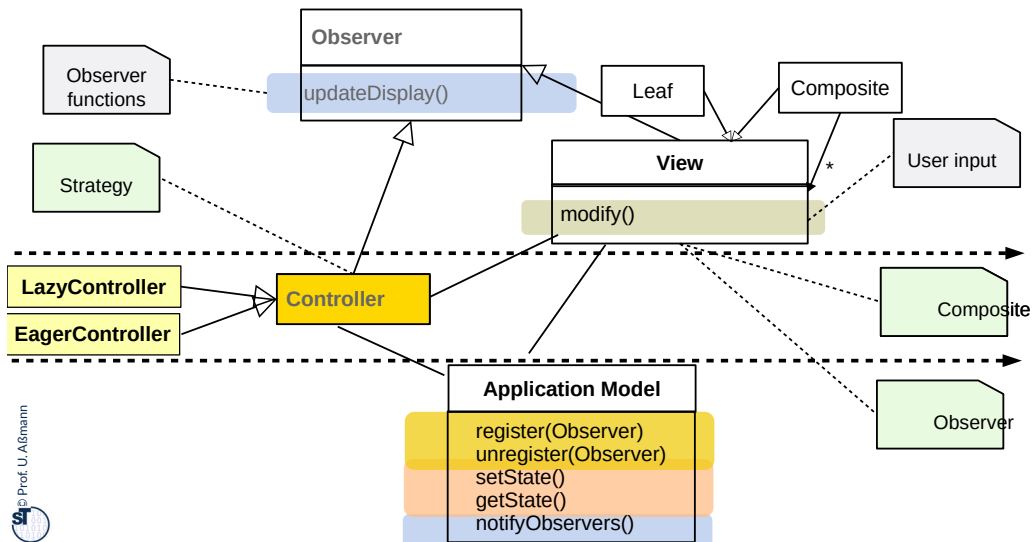 Observer
updateDisplay()
Observer
functions
Leaf
Composite
Strategy
View
modify()
*
User input
LazyController
EagerController
Controller
Composite
Application Model
register(Observer)
unregister(Observer)
setState()
getState()
notifyObservers()
Observer
© Prof. U. Aßmann
ST